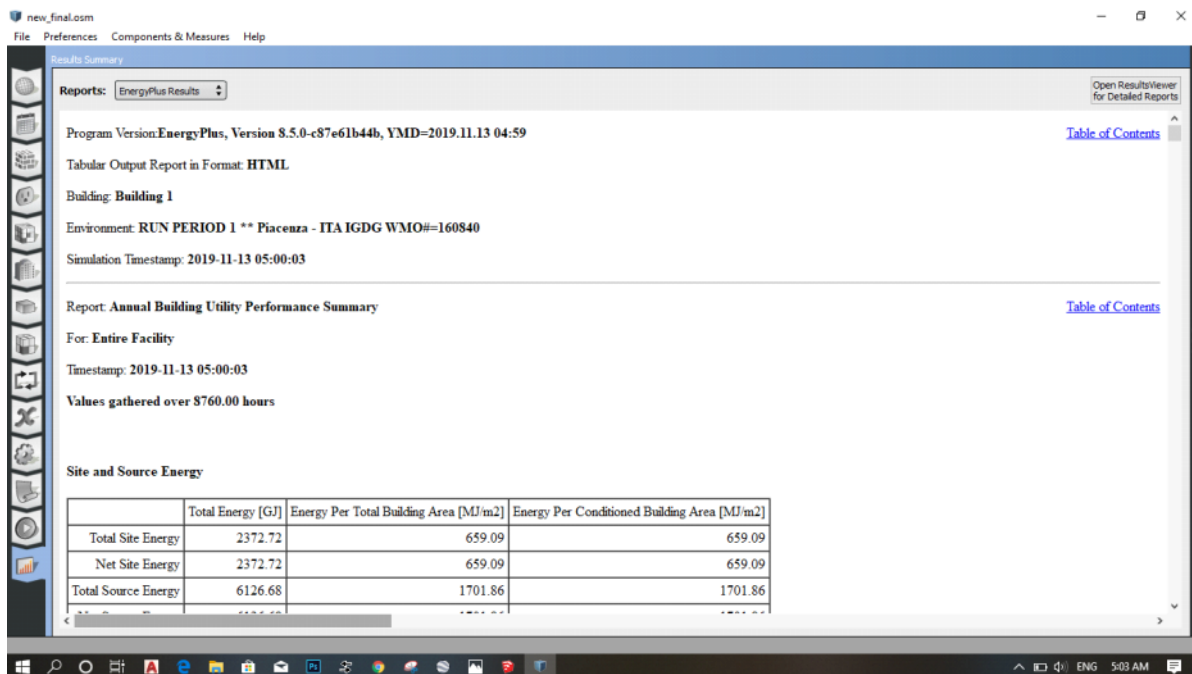 new_final.osm
File Preferences Components & Measures Help
Results Summary
Reports: EnergyPlus Results
Open ResultsViewer
for Detailed Reports
Program Version:EnergyPlus, Version 8.5.0-c87e61b44b, YMD=2019.11.13 04:59
Table of Contents
Tabular Output Report in Format: HTML
Building: Building 1
Environment: RUN PERIOD 1 ** Piacenza - ITA IGDG WMO#=160840
Simulation Timestamp: 2019-11-13 05:00:03
Report: Annual Building Utility Performance Summary
Table of Contents
For: Entire Facility
Timestamp: 2019-11-13 05:00:03
Values gathered over 8760.00 hours
Site and Source Energy
Total Energy [GJ] Energy Per Total Building Area [MJ/m2] Energy Per Conditioned Building Area [MJ/m2]
Total Site Energy 2372.72 659.09 659.09
Net Site Energy 2372.72 659.09 659.09
Total Source Energy 6126.68 1701.86 1701.86
ENG 5:03 AM